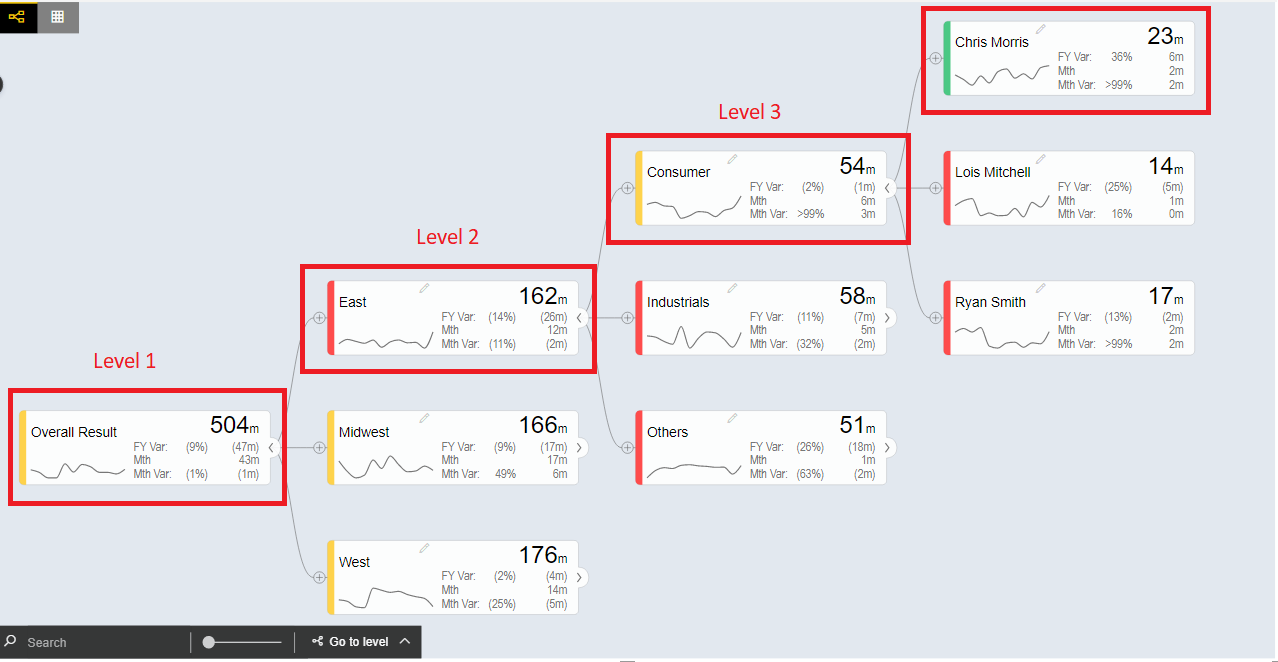 Level 1
Overall Result 504m
FY Var: (9%) (47m)
Mth 43m
Mth Var: (1%) (1m)
Level 2
East 162m
FY Var: (14%) (26m)
Mth 12m
Mth Var: (11%) (2m)
Midwest 166m
FY Var: (9%) (17m)
Mth 17m
Mth Var: 49% 6m
West 176m
FY Var: (2%) (4m)
Mth 14m
Mth Var: (25%) (5m)
Level 3
Consumer 54m
FY Var: (2%) (1m)
Mth 6m
Mth Var: >99% 3m
Industrials 58m
FY Var: (11%) (7m)
Mth 5m
Mth Var: (32%) (2m)
Others 51m
FY Var: (26%) (18m)
Mth 1m
Mth Var: (63%) (2m)
Chris Morris 23m
FY Var: 36% 6m
Mth 2m
Mth Var: >99% 2m
Lois Mitchell 14m
FY Var: (25%) (5m)
Mth 1m
Mth Var: 16% 0m
Ryan Smith 17m
FY Var: (13%) (2m)
Mth 2m
Mth Var: >99% 2m
Search
Go to level